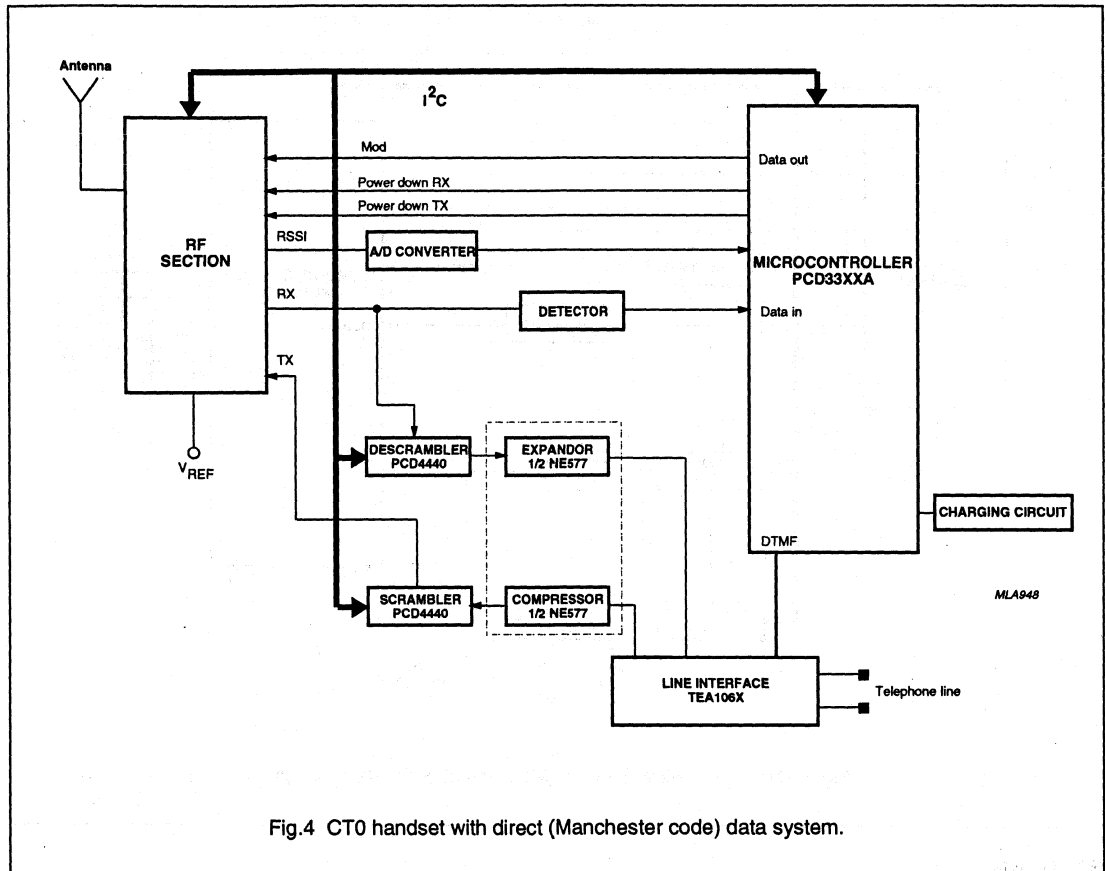 Antenna
I²C
Mod
Data out
Power down RX
Power down TX
RSSI
A/D CONVERTER
RF
SECTION
MICROCONTROLLER
PCD33XXA
RX
DETECTOR
Data in
TX
V REF
DESCRAMBLER
PCD4440
EXPANDOR
1/2 NE577
CHARGING CIRCUIT
DTMF
SCRAMBLER
PCD4440
COMPRESSOR
1/2 NE577
MLA948
LINE INTERFACE
TEA106X
Telephone line
Fig.4 CT0 handset with direct (Manchester code) data system.